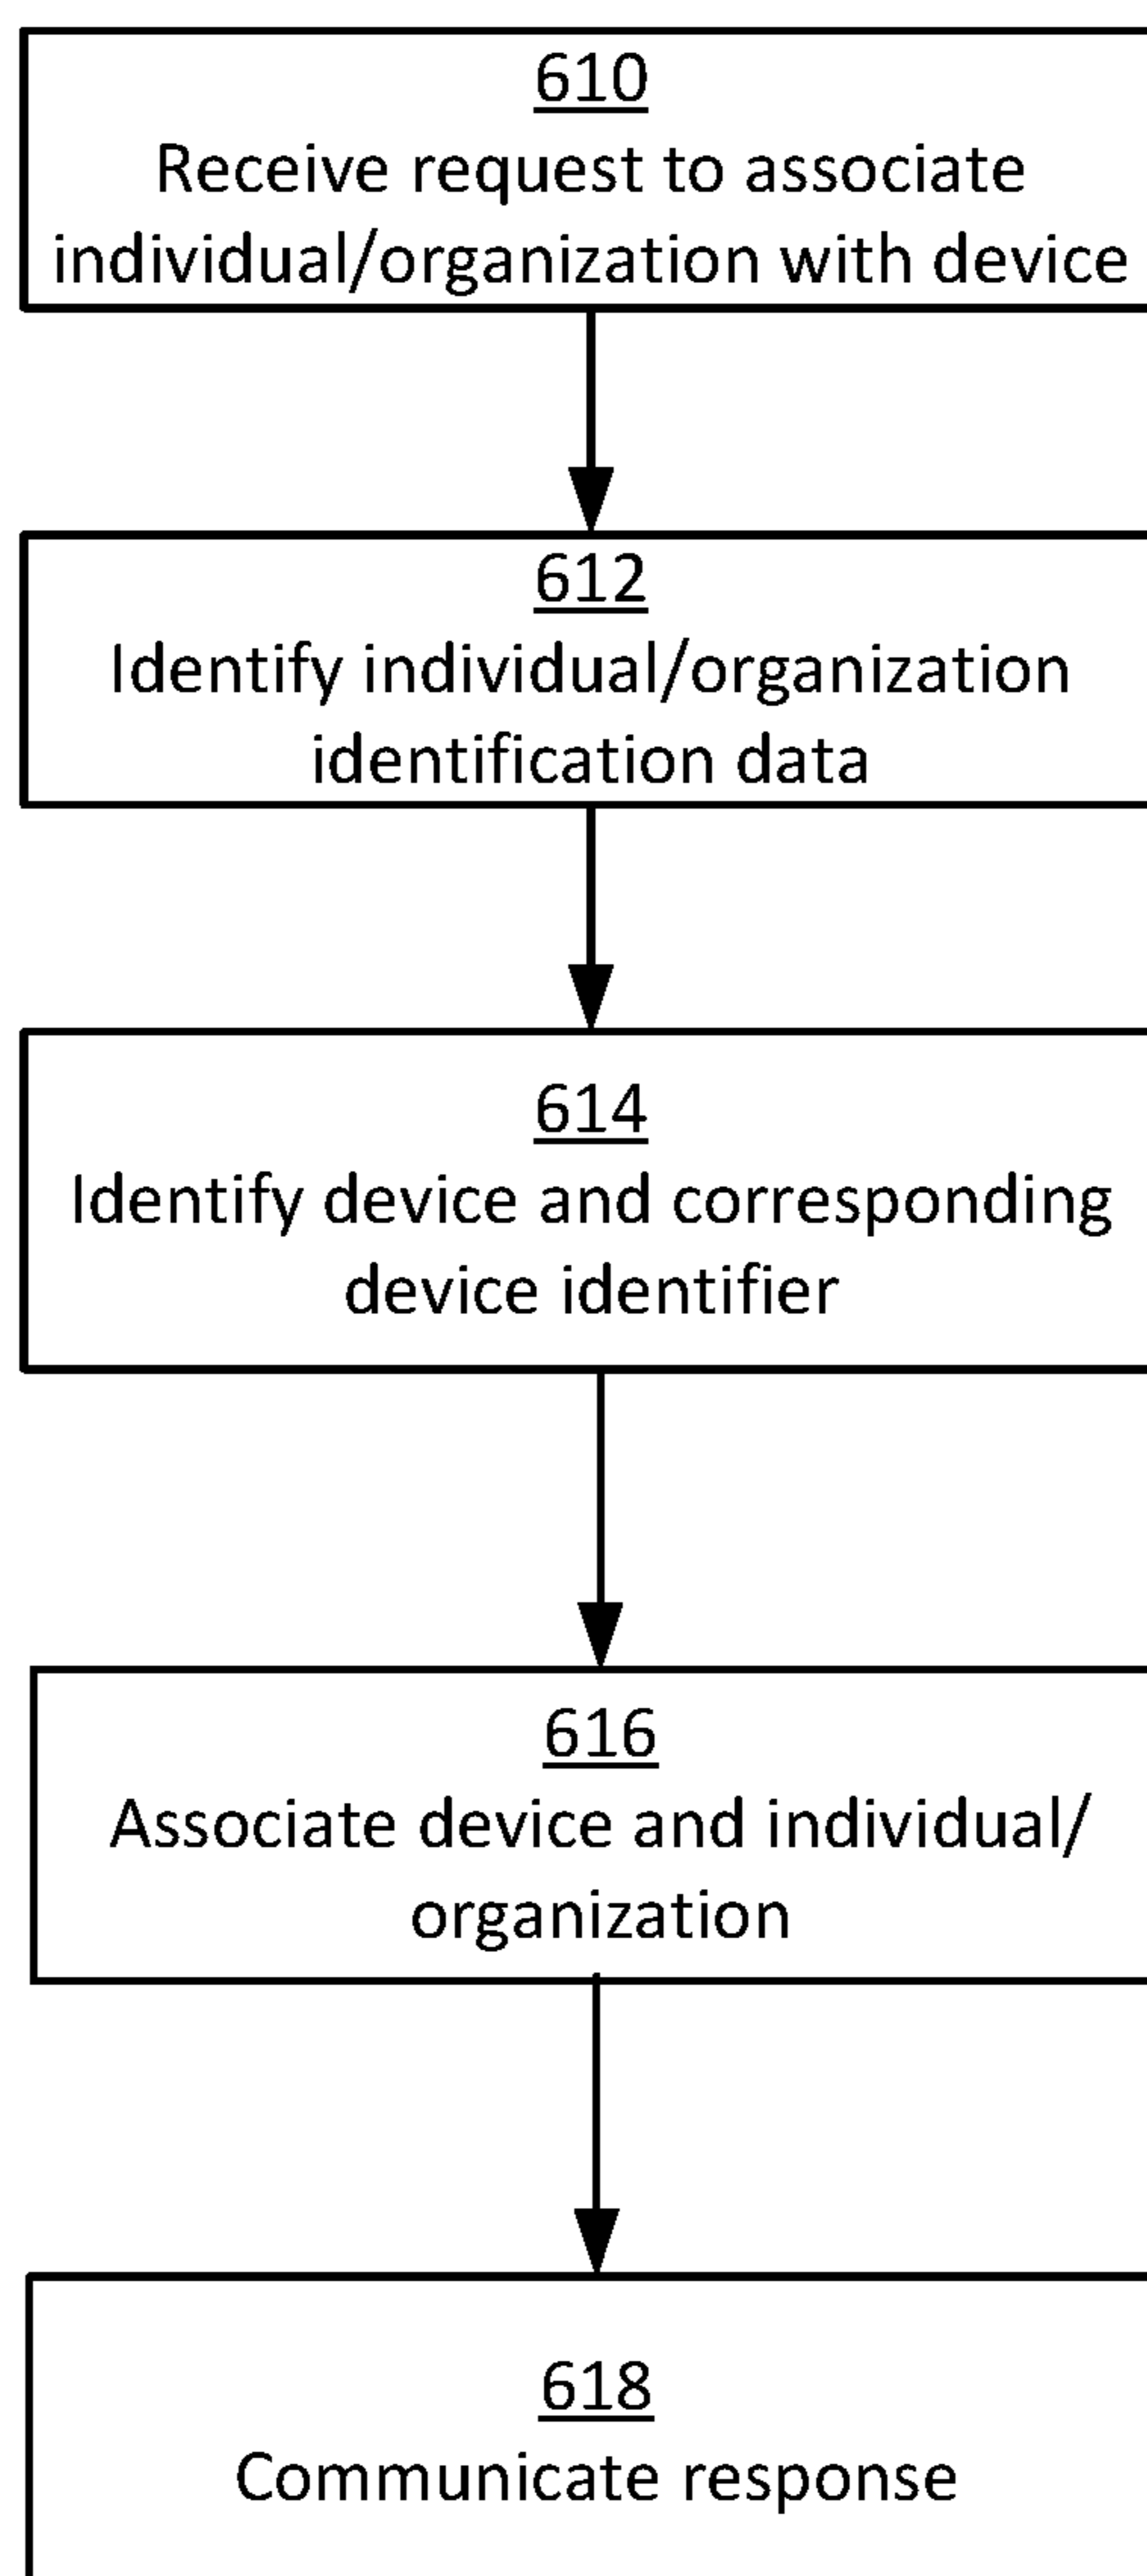 610
Receive request to associate
individual/organization with device
612
Identify individual/organization
identification data
614
Identify device and corresponding
device identifier
616
Associate device and individual/
organization
618
Communicate response